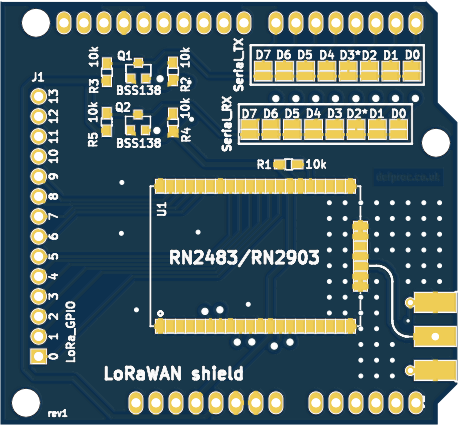 Serial_TX
D7 D6 D5 D4 D3* D2 D1 D0
10k Q1 10k
R3 BSS138 R2
J1
Serial_RX
D7 D6 D5 D4 D3 D2* D1 D0
10k Q2 10k
R5 BSS138 R4
R1 10k
13
12
11
10
9
8
7
6
5
4
3
2
1
0
LoRa_GPIO
U1
RN2483/RN2903
LoRaWAN shield
rev1